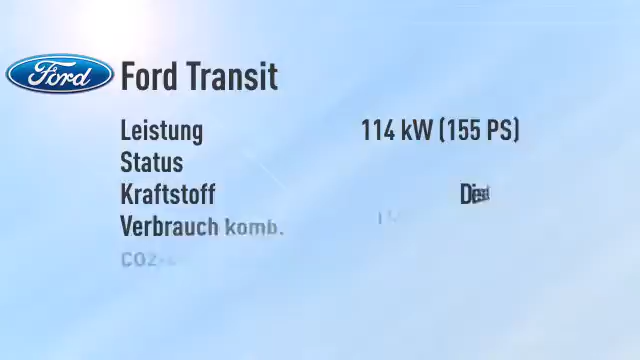 Ford
Ford Transit
Leistung 114 kW (155 PS)
Status
Kraftstoff
Verbrauch komb.